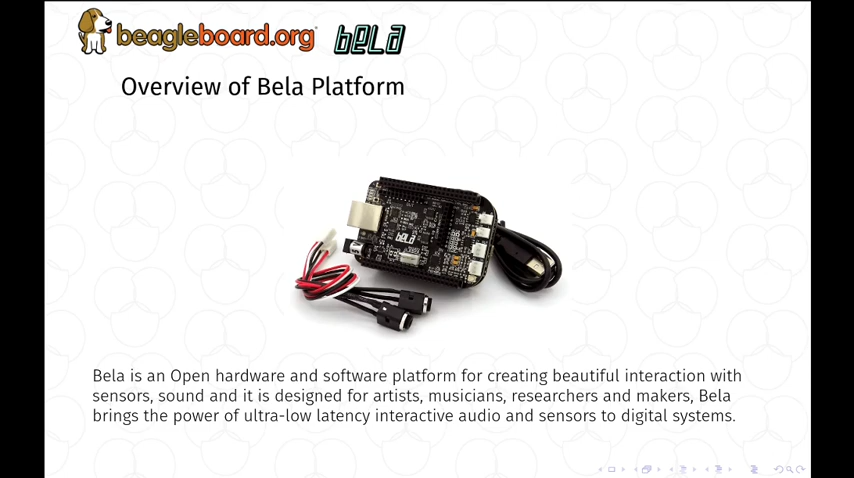 beagleboard.org bela
Overview of Bela Platform
bela
Bela is an Open hardware and software platform for creating beautiful interaction with
sensors, sound and it is designed for artists, musicians, researchers and makers, Bela
brings the power of ultra-low latency interactive audio and sensors to digital systems.